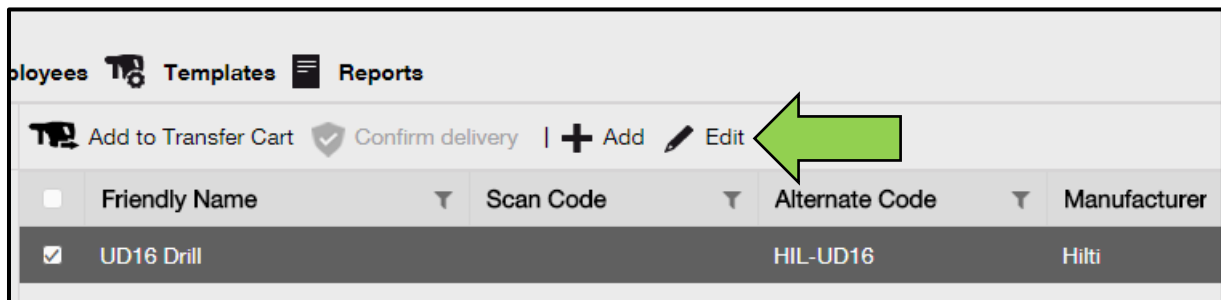 ployees Templates Reports
Add to Transfer Cart Confirm delivery | Add Edit
Friendly Name Scan Code Alternate Code Manufacturer
UD16 Drill HIL-UD16 Hilti